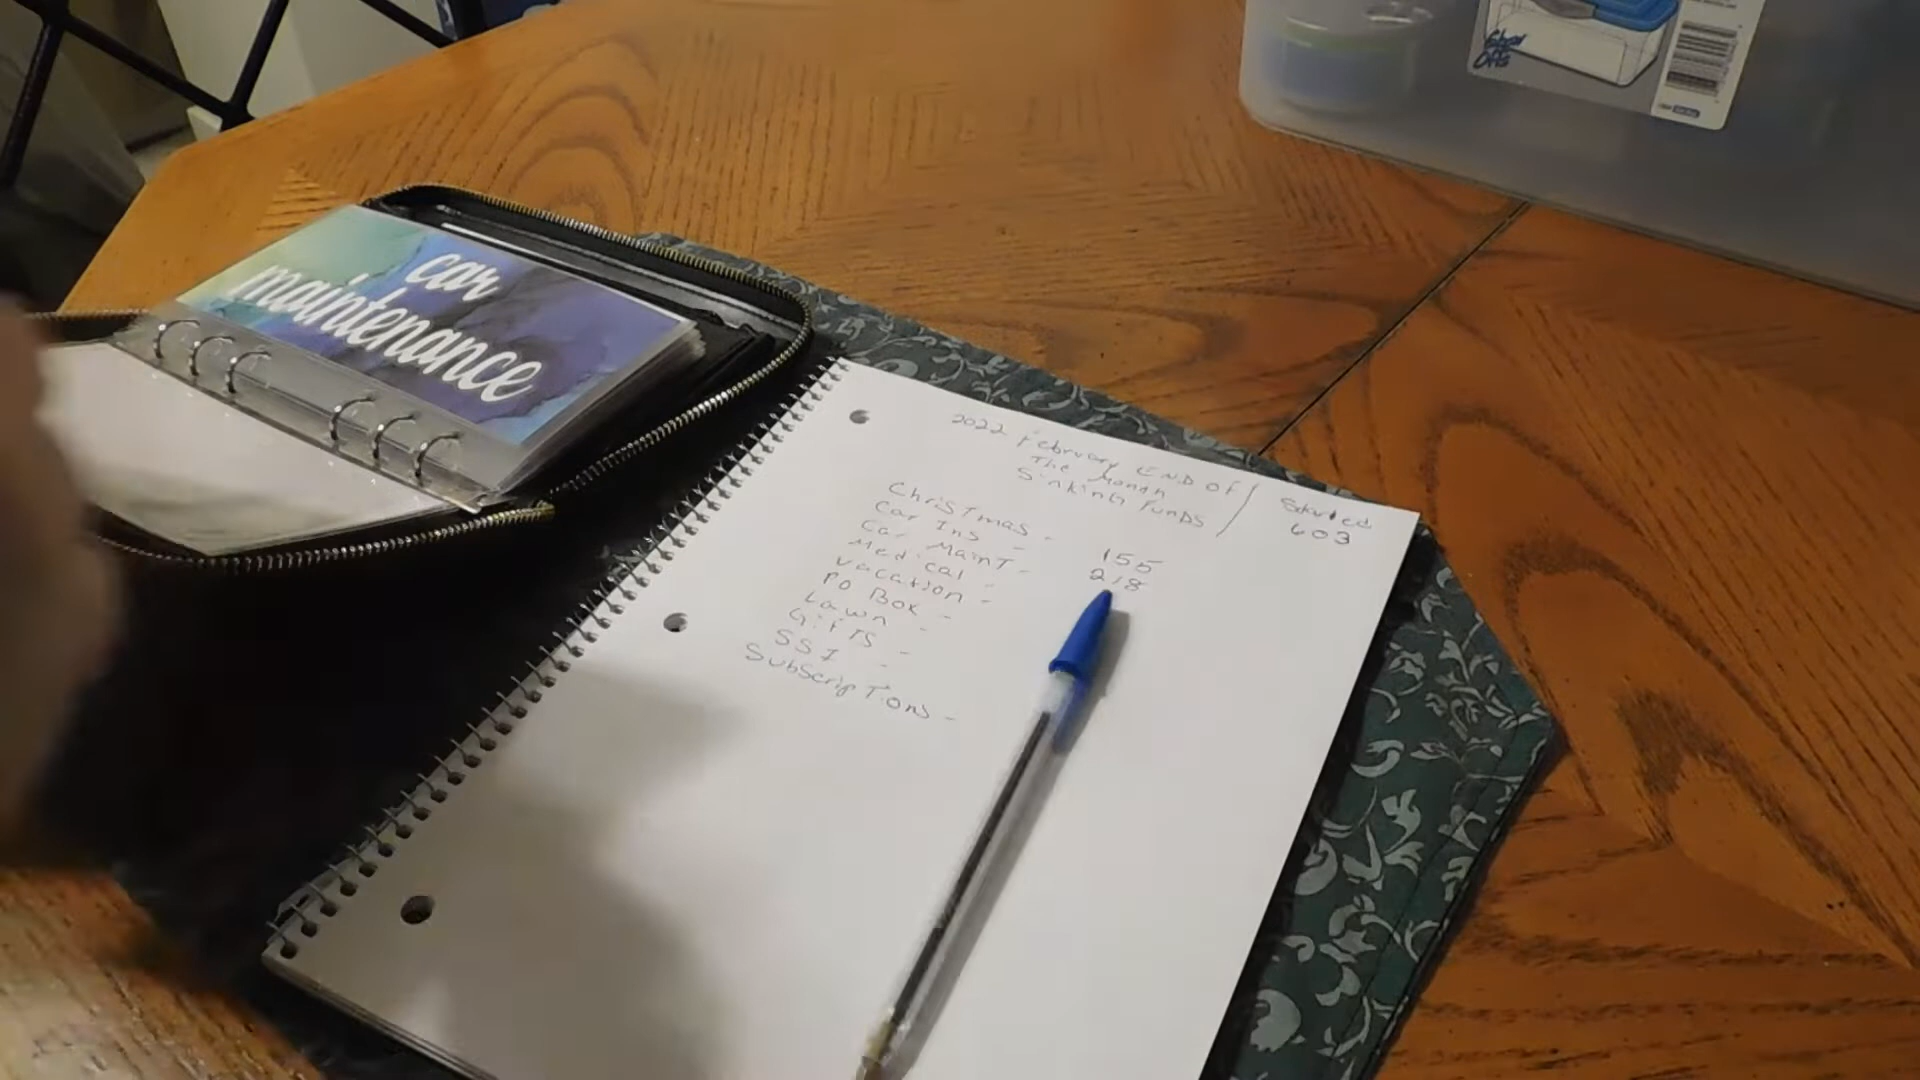 car
maintenance
2022 February END OF
The Month
Sinking Funds
Started
603
Christmas - 155
Car Ins - 218
Car Maint -
Medical -
Vacation -
PO Box -
Lawn -
Gifts -
SSI -
Subscriptions -